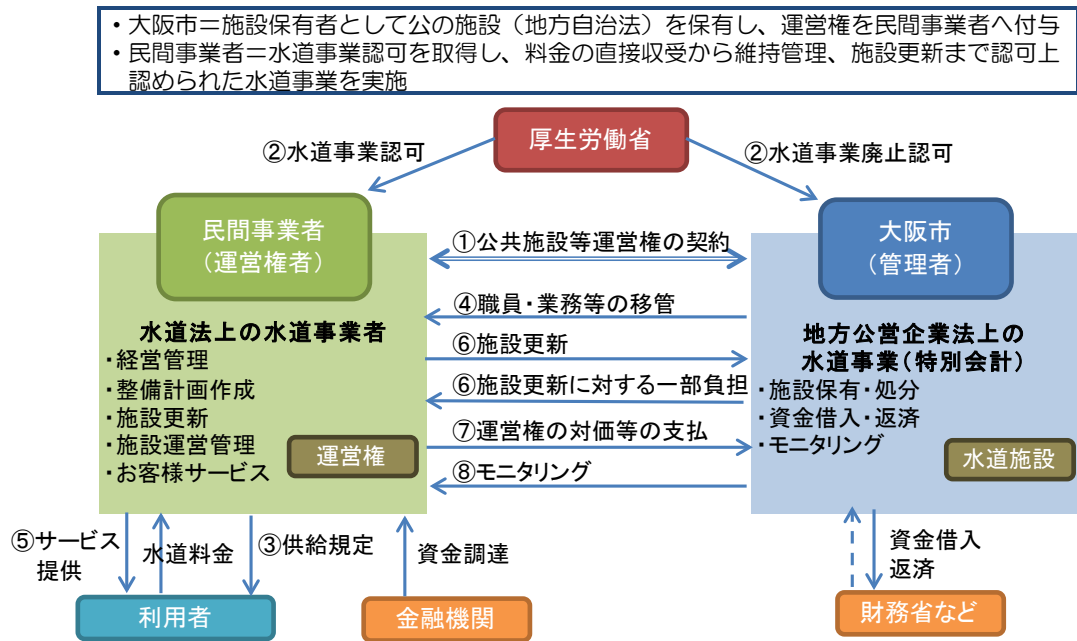 ・大阪市＝施設保有者として公の施設（地方自治法）を保有し、運営権を民間事業者へ付与
・民間事業者＝水道事業認可を取得し、料金の直接収受から維持管理、施設更新まで認可上
認められた水道事業を実施
厚生労働省
②水道事業認可
②水道事業廃止認可
民間事業者
（運営権者）
大阪市
（管理者）
①公共施設等運営権の契約
④職員・業務等の移管
⑥施設更新
⑥施設更新に対する一部負担
⑦運営権の対価等の支払
⑧モニタリング
水道法上の水道事業者
・経営管理
・整備計画作成
・施設更新
・施設運営管理
・お客様サービス
運営権
地方公営企業法上の
水道事業（特別会計）
・施設保有・処分
・資金借入・返済
・モニタリング
水道施設
⑤サービス
提供
水道料金
③供給規定
資金調達
資金借入
返済
利用者
金融機関
財務省など